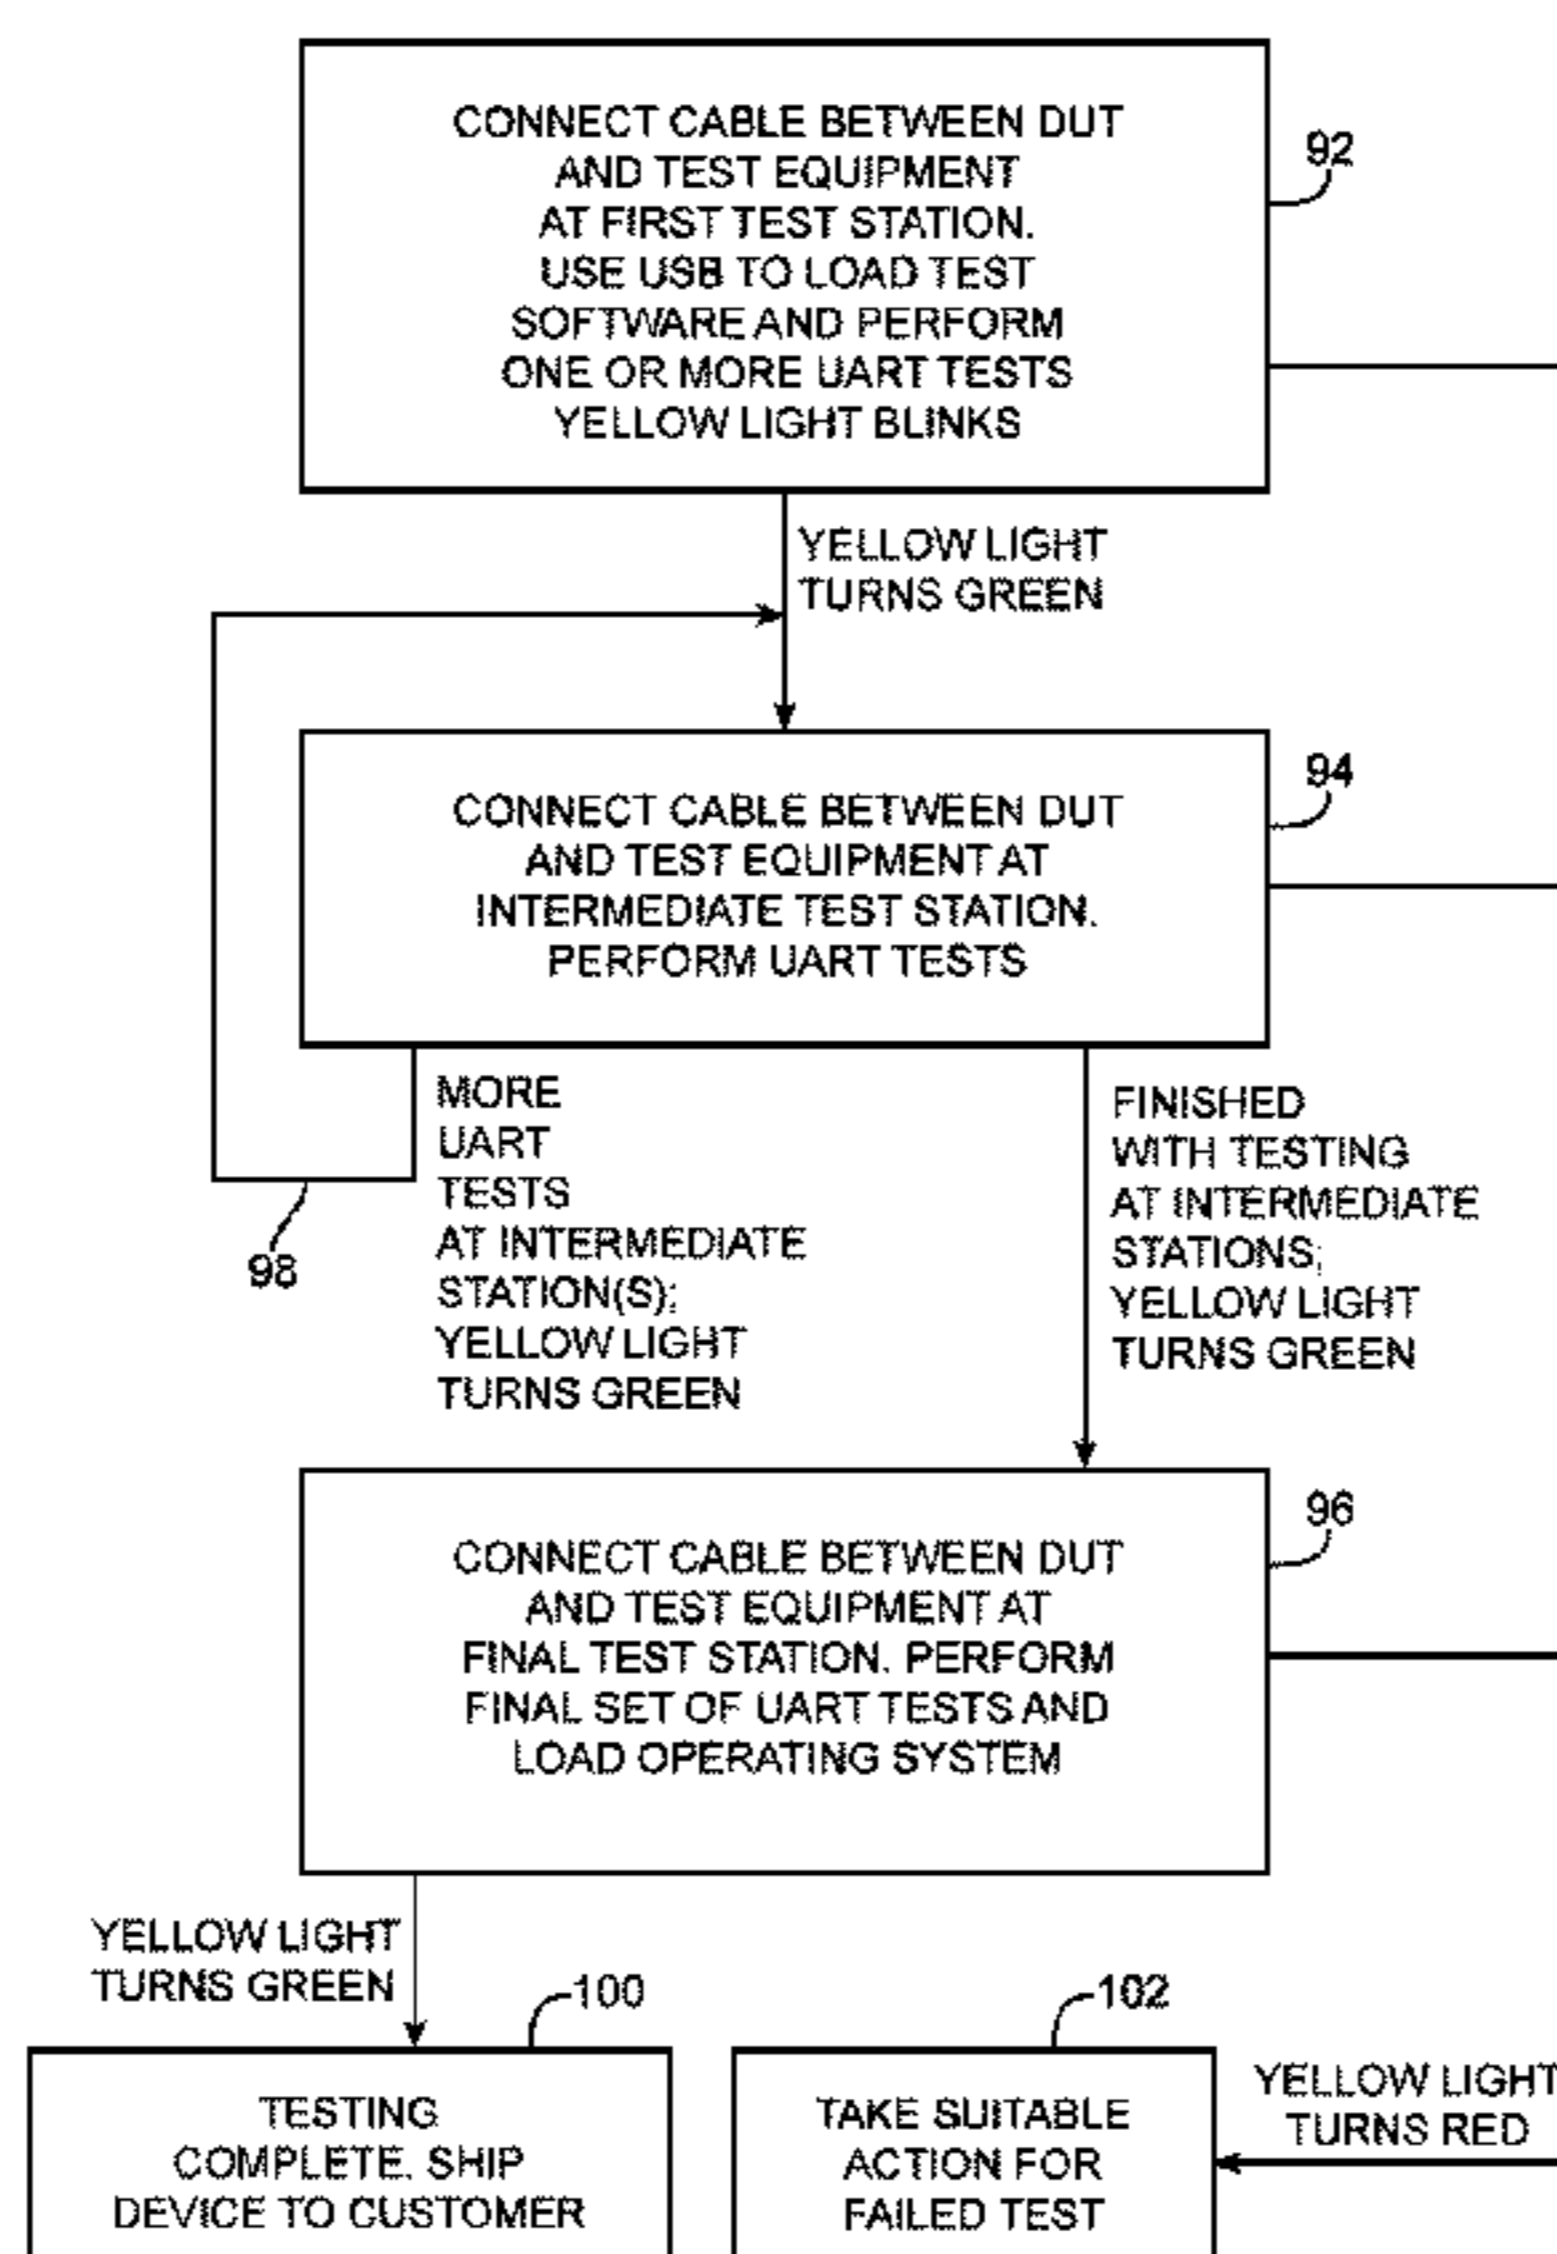 CONNECT CABLE BETWEEN DUT
AND TEST EQUIPMENT
AT FIRST TEST STATION.
USE USB TO LOAD TEST
SOFTWARE AND PERFORM
ONE OR MORE UART TESTS
YELLOW LIGHT BLINKS
92
YELLOW LIGHT
TURNS GREEN
94
CONNECT CABLE BETWEEN DUT
AND TEST EQUIPMENT AT
INTERMEDIATE TEST STATION.
PERFORM UART TESTS
MORE
UART
TESTS
AT INTERMEDIATE
STATION(S);
YELLOW LIGHT
TURNS GREEN
98
FINISHED
WITH TESTING
AT INTERMEDIATE
STATIONS;
YELLOW LIGHT
TURNS GREEN
96
CONNECT CABLE BETWEEN DUT
AND TEST EQUIPMENT AT
FINAL TEST STATION. PERFORM
FINAL SET OF UART TESTS AND
LOAD OPERATING SYSTEM
YELLOW LIGHT
TURNS GREEN
100
TESTING
COMPLETE. SHIP
DEVICE TO CUSTOMER
102
TAKE SUITABLE
ACTION FOR
FAILED TEST
YELLOW LIGHT
TURNS RED